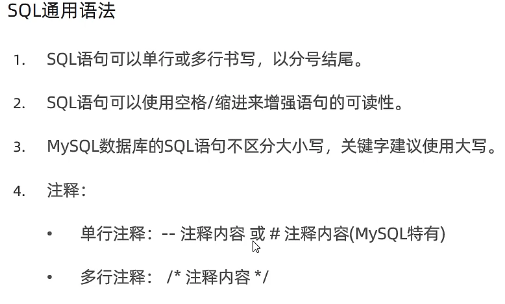 SQL通用语法
1. SQL语句可以单行或多行书写，以分号结尾。
2. SQL语句可以使用空格/缩进来增强语句的可读性。
3. MySQL数据库的SQL语句不区分大小写，关键字建议使用大写。
4. 注释：
• 单行注释：-- 注释内容 或 # 注释内容(MySQL特有)
• 多行注释： /* 注释内容 */